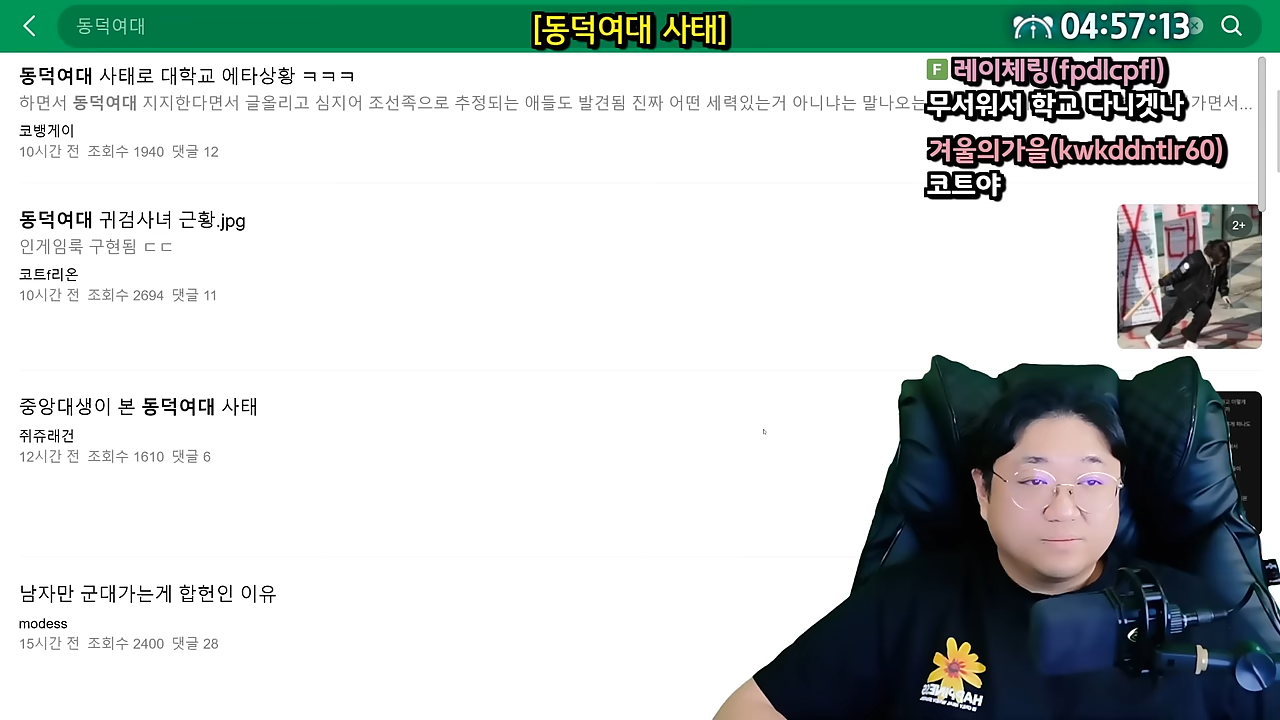 동덕여대
[동덕여대 사태]
04:57:13
동덕여대 사태로 대학교 에타상황 ㅋㅋㅋ
하면서 동덕여대 지지한다면서 글올리고 심지어 조선족으로 추정되는 애들도 발견됨 진짜 어떤 세력있는거 아니냐는 말나오는
가면서...
코뱅게이
10시간 전 조회수 1940 댓글 12
F 레이체링(fpdlcpfl)
무서워서 학교 다니겟나
겨울의가을(kwkddntlr60)
코트야
동덕여대 귀검사녀 근황.jpg
인게임룩 구현됨 ㄷㄷ
코트f리온
10시간 전 조회수 2694 댓글 11
2+
중앙대생이 본 동덕여대 사태
쥐쥬래건
12시간 전 조회수 1610 댓글 6
남자만 군대가는게 합헌인 이유
modess
15시간 전 조회수 2400 댓글 28
HAPPINESS